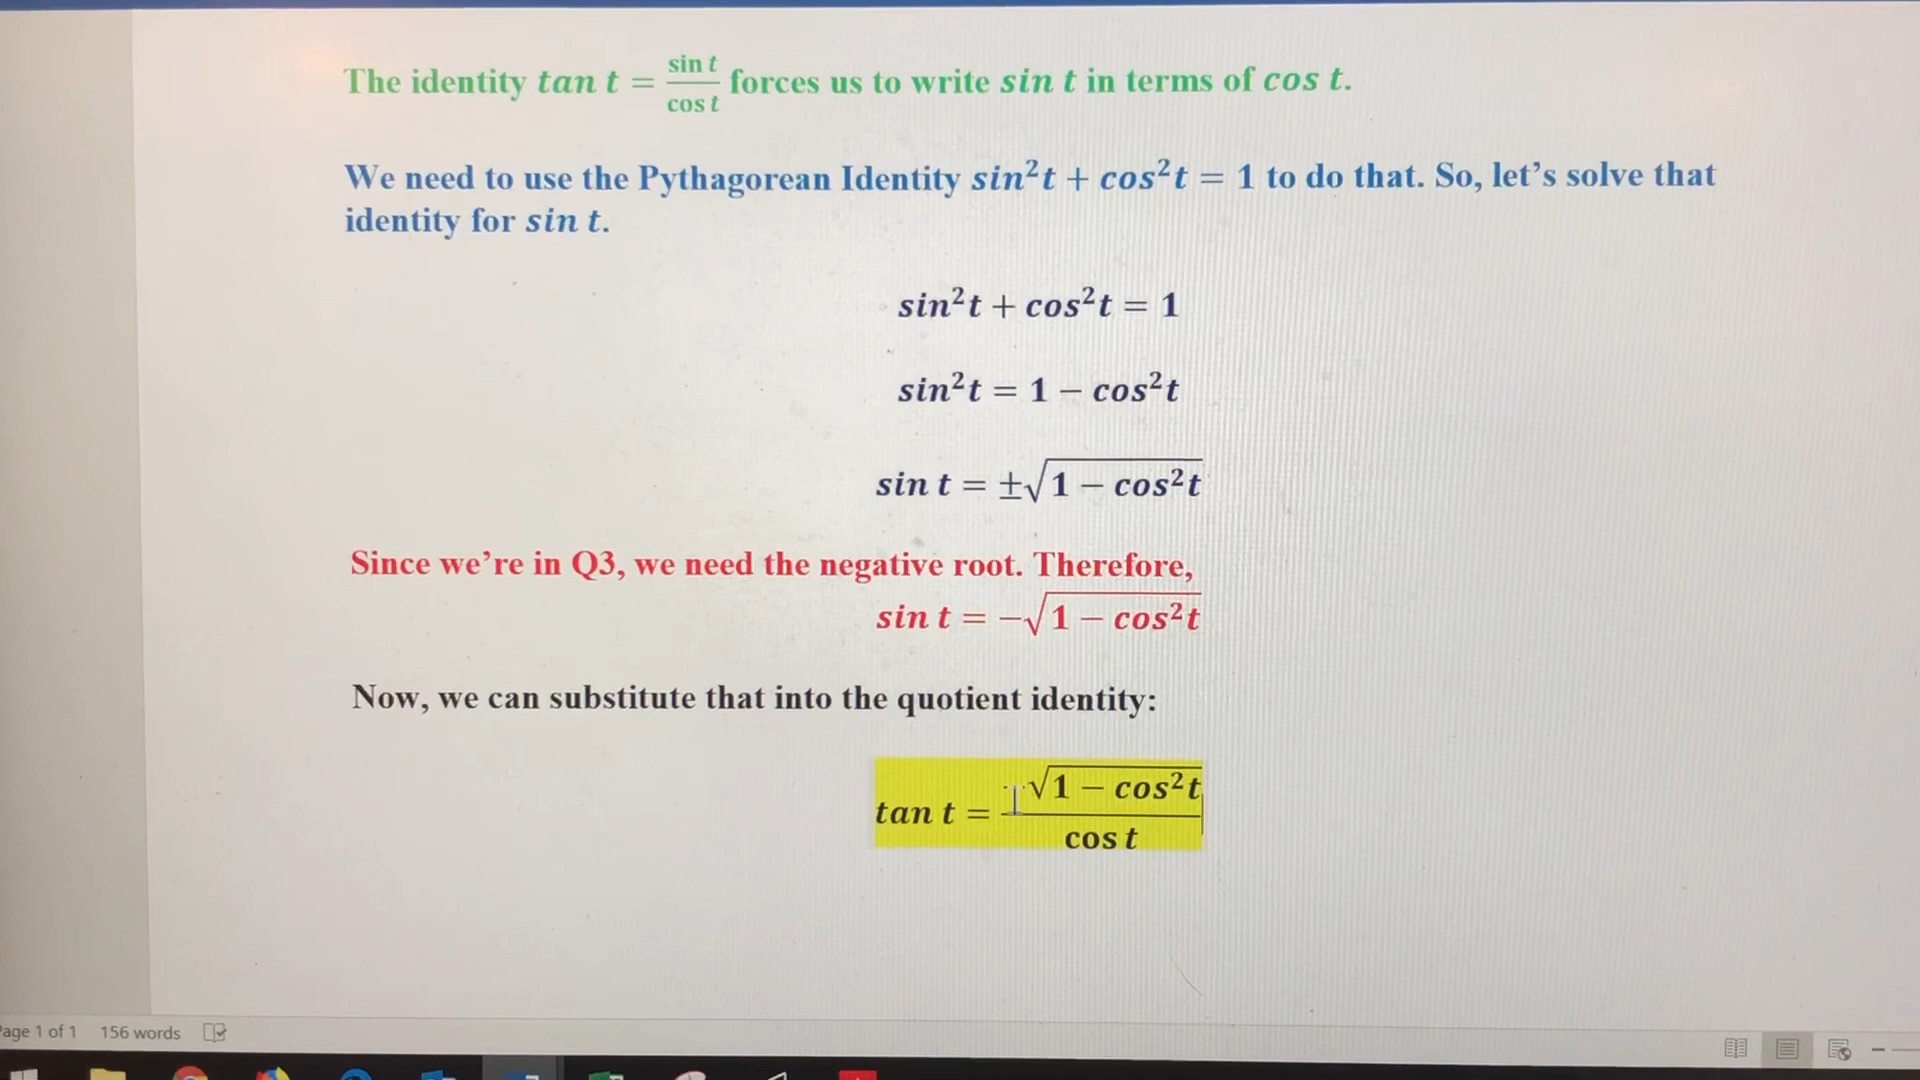 The identity tan t = sin t / cos t forces us to write sin t in terms of cos t.
We need to use the Pythagorean Identity sin²t + cos²t = 1 to do that. So, let’s solve that
identity for sin t.
sin²t + cos²t = 1
sin²t = 1 − cos²t
sin t = ±√1 − cos²t
Since we’re in Q3, we need the negative root. Therefore,
sin t = −√1 − cos²t
Now, we can substitute that into the quotient identity:
tan t = √1 − cos²t / cos t
age 1 of 1 156 words